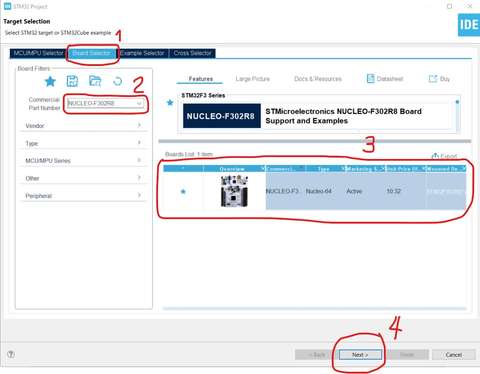 IDE STM32 Project
Target Selection
Select STM32 target or STM32Cube example
IDE
1
MCU/MPU Selector Board Selector Example Selector Cross Selector
Board Filters
Features Large Picture Docs & Resources Datasheet Buy
2
Commercial
Part Number
NUCLEO-F302R8
STM32F3 Series
NUCLEO-F302R8
STMicroelectronics NUCLEO-F302R8 Board
Support and Examples
Vendor
Type
MCU/MPU Series
Other
Peripheral
3
Boards List: 1 item
Export
* Overview Commerci... Type Marketing S... Unit Price (U... Mounted De...
NUCLEO-F3... Nucleo-64 Active 10.32
4
?
< Back Next > Finish Cancel